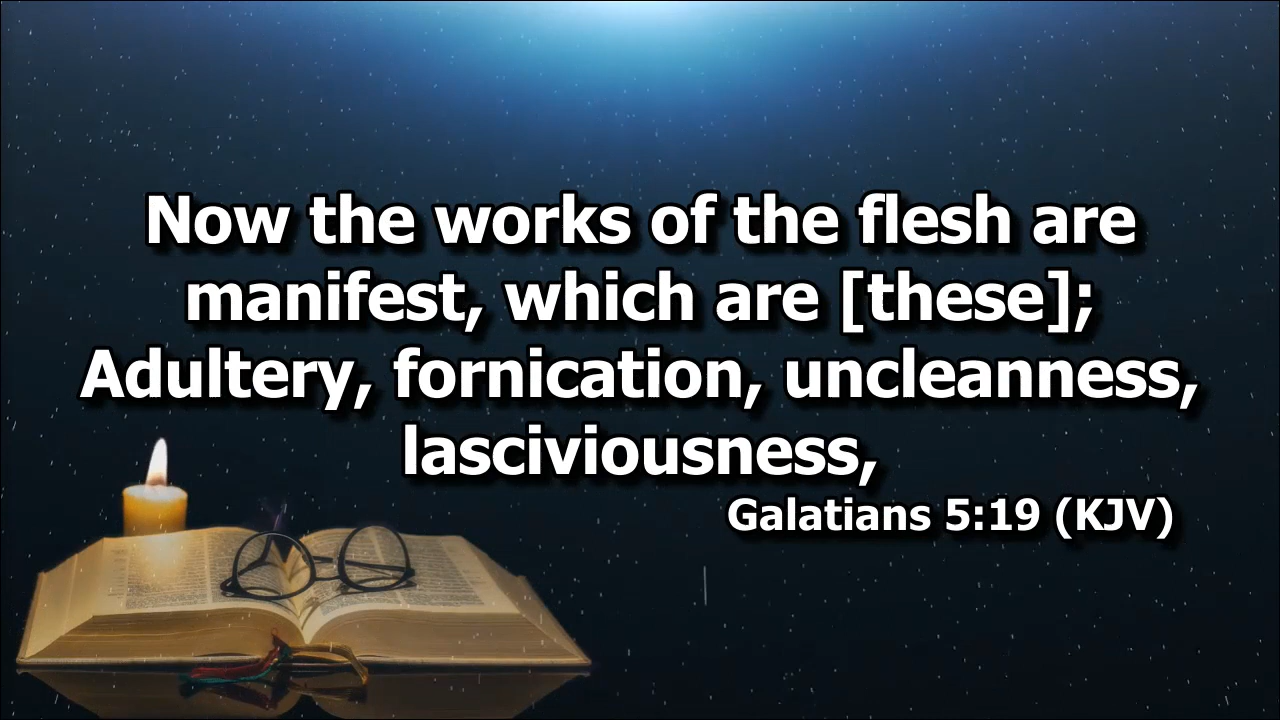 Now the works of the flesh are
manifest, which are [these];
Adultery, fornication, uncleanness,
lasciviousness,
Galatians 5:19 (KJV)